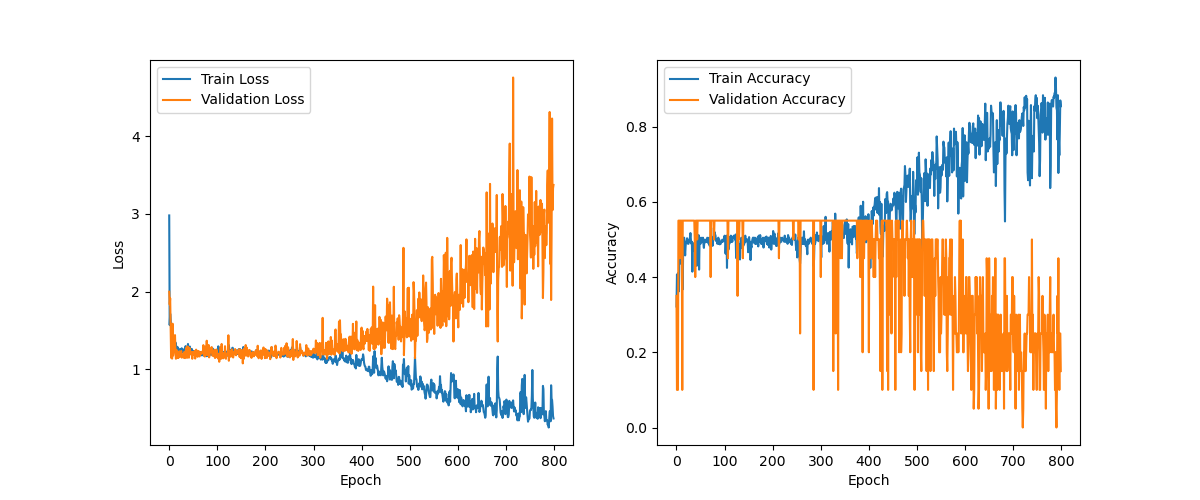 Train Loss
Validation Loss
4
3
2
1
Loss
0 100 200 300 400 500 600 700 800
Epoch
Train Accuracy
Validation Accuracy
0.8
0.6
0.4
0.2
0.0
Accuracy
0 100 200 300 400 500 600 700 800
Epoch